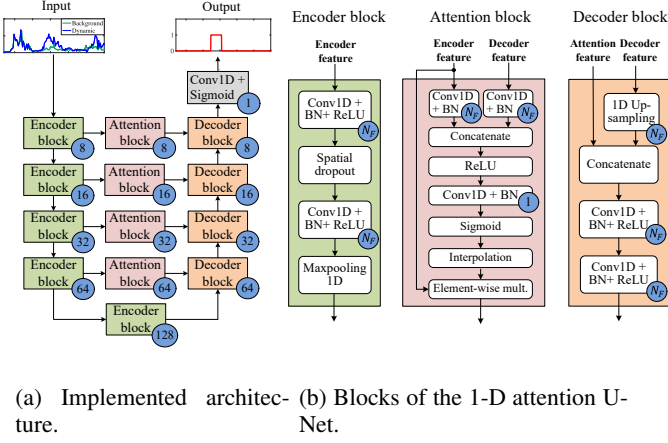 Input
Background
Dynamic
Output
1
0
Conv1D +
Sigmoid
1
Encoder
block
8
Attention
block
8
Decoder
block
8
Encoder
block
16
Attention
block
16
Decoder
block
16
Encoder
block
32
Attention
block
32
Decoder
block
32
Encoder
block
64
Attention
block
64
Decoder
block
64
Encoder
block
128
Encoder block
Encoder
feature
Conv1D +
BN+ ReLU
N_F
Spatial
dropout
Conv1D +
BN+ ReLU
N_F
Maxpooling
1D
Attention block
Encoder
feature
Decoder
feature
Conv1D
+ BN
N_F
Conv1D
+ BN
N_F
Concatenate
ReLU
Conv1D + BN
1
Sigmoid
Interpolation
Element-wise mult.
Decoder block
Attention
feature
Decoder
feature
1D Up-
sampling
N_F
Concatenate
Conv1D +
BN+ ReLU
N_F
Conv1D +
BN+ ReLU
N_F
(a) Implemented architec-
ture.
(b) Blocks of the 1-D attention U-
Net.